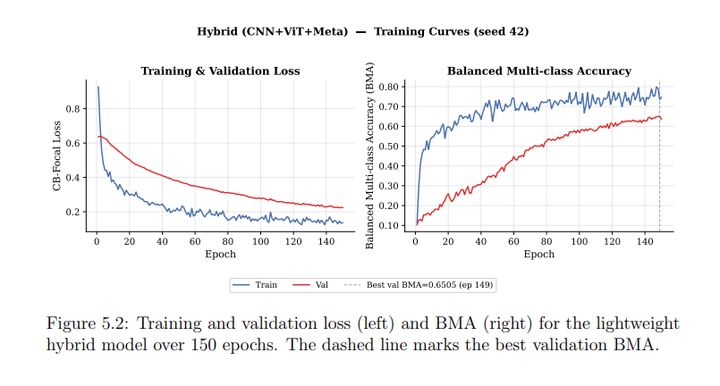 Hybrid (CNN+ViT+Meta) — Training Curves (seed 42)
Training & Validation Loss
CB-Focal Loss
0.8
0.6
0.4
0.2
0 20 40 60 80 100 120 140
Epoch
Balanced Multi-class Accuracy
Balanced Multi-class Accuracy (BMA)
0.80
0.70
0.60
0.50
0.40
0.30
0.20
0.10
0 20 40 60 80 100 120 140
Epoch
Train Val Best val BMA=0.6505 (ep 149)
Figure 5.2: Training and validation loss (left) and BMA (right) for the lightweight
hybrid model over 150 epochs. The dashed line marks the best validation BMA.